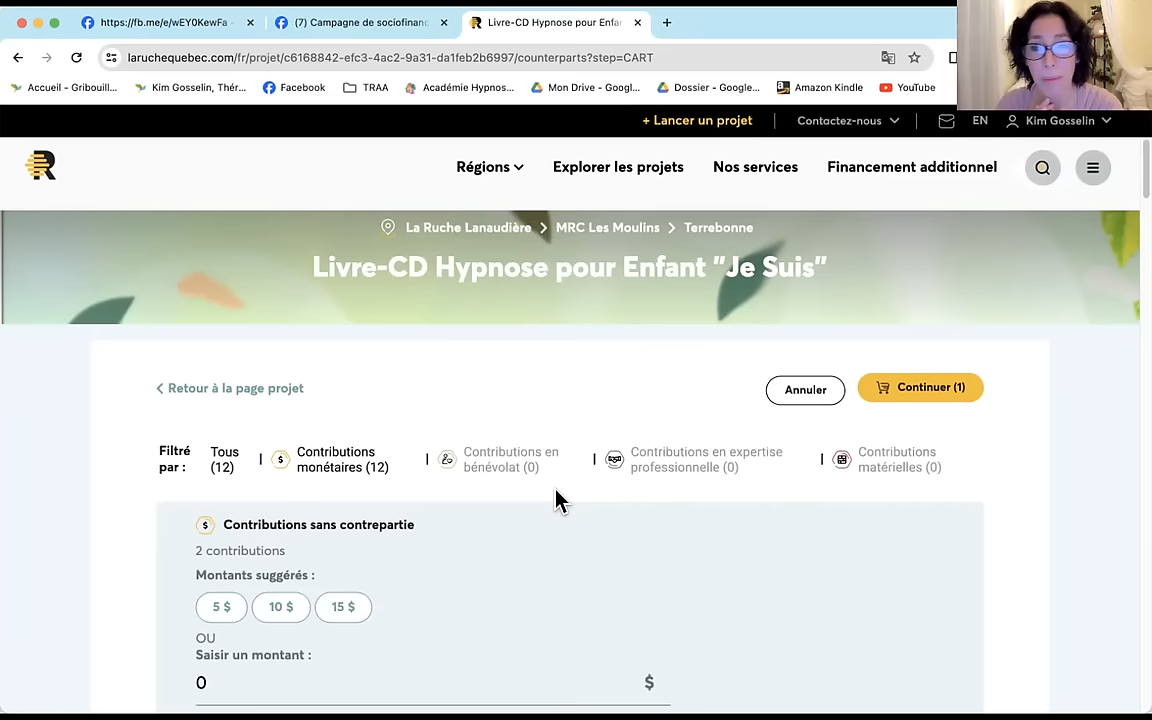 https://fb.me/e/wEY0KewFa -
(7) Campagne de sociofinanc
Livre-CD Hypnose pour Enfan
laruchequebec.com/fr/projet/c6168842-efc3-4ac2-9a31-da1feb2b6997/counterparts?step=CART
Accueil – Gribouill...
Kim Gosselin, Thér...
Facebook
TRAA
Académie Hypnos...
Mon Drive – Googl...
Dossier – Google...
Amazon Kindle
YouTube
+ Lancer un projet
Contactez-nous
EN
Kim Gosselin
R
Régions
Explorer les projets
Nos services
Financement additionnel
La Ruche Lanaudière > MRC Les Moulins > Terrebonne
Livre-CD Hypnose pour Enfant "Je Suis"
< Retour à la page projet
Annuler
Continuer (1)
Filtré par :
Tous (12)
Contributions monétaires (12)
Contributions en bénévolat (0)
Contributions en expertise professionnelle (0)
Contributions matérielles (0)
Contributions sans contrepartie
2 contributions
Montants suggérés :
5 $
10 $
15 $
OU
Saisir un montant :
0 $